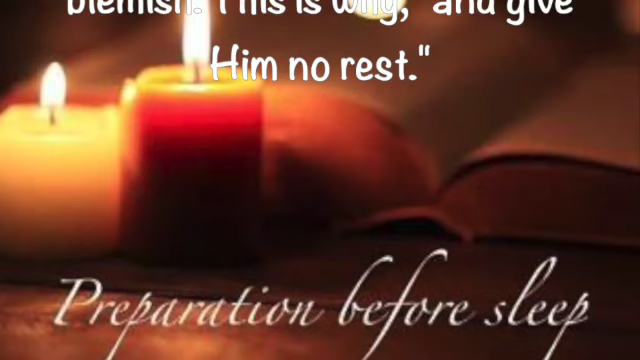 blemish. This is why, "and give
Him no rest."
Preparation before sleep